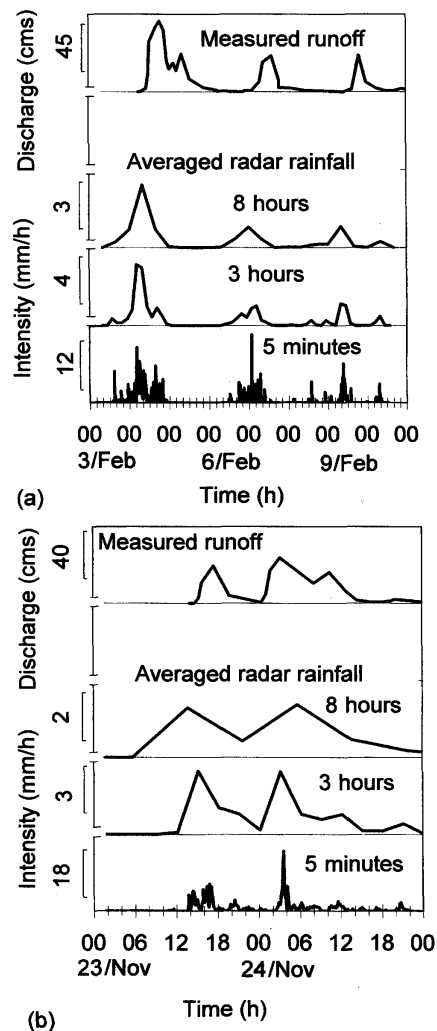 Measured runoff
45
Discharge (cms)
Averaged radar rainfall
8 hours
3
3 hours
4
Intensity (mm/h)
5 minutes
12
00 00 00 00 00 00 00 00 00
3/Feb 6/Feb 9/Feb
Time (h)
(a)
Measured runoff
40
Discharge (cms)
Averaged radar rainfall
8 hours
2
3 hours
3
Intensity (mm/h)
5 minutes
18
00 06 12 18 00 06 12 18 00
23/Nov 24/Nov
Time (h)
(b)